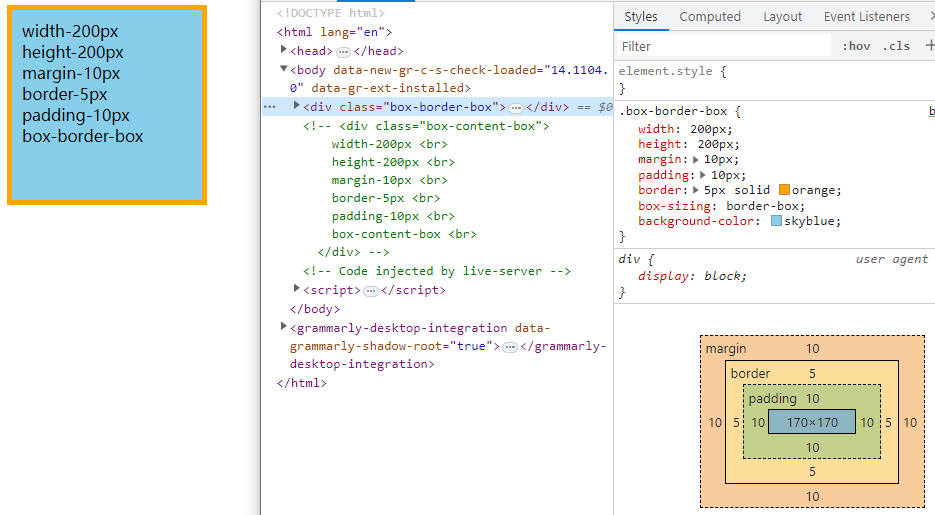 width-200px
height-200px
margin-10px
border-5px
padding-10px
box-border-box
<!DOCTYPE html>
<html lang="en">
<head> ⋯ </head>
<body data-new-gr-c-s-check-loaded="14.1104.
0" data-gr-ext-installed>
⋯ <div class="box-border-box"> ⋯ </div> == $0
<!-- <div class="box-content-box">
width-200px <br>
height-200px <br>
margin-10px <br>
border-5px <br>
padding-10px <br>
box-content-box <br>
</div> -->
<!-- Code injected by live-server -->
<script> ⋯ </script>
</body>
<grammarly-desktop-integration data-
grammarly-shadow-root="true"> ⋯ </grammarly-
desktop-integration>
</html>
Styles Computed Layout Event Listeners
Filter :hov .cls +
element.style {
}
.box-border-box { b
width: 200px;
height: 200px;
margin: 10px;
padding: 10px;
border: 5px solid orange;
box-sizing: border-box;
background-color: skyblue;
}
div { user agent
display: block;
}
margin 10
border 5
padding 10
10 5 10 170×170 10 5 10
10
5
10